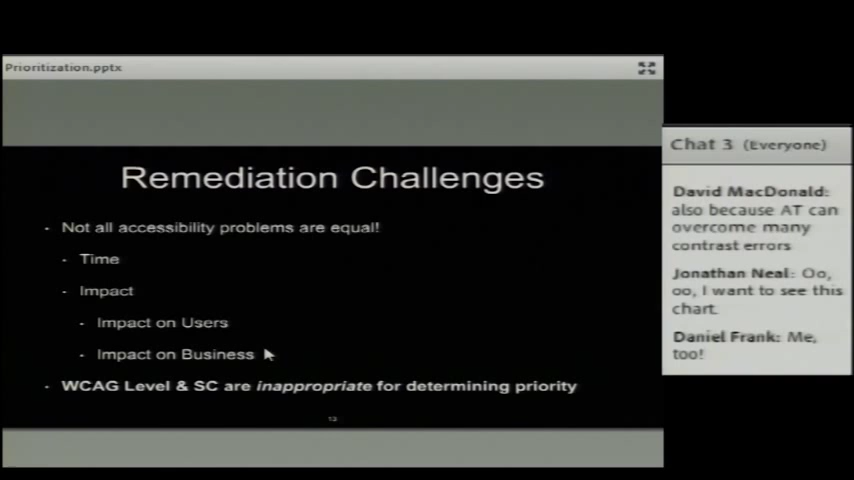 Prioritization.pptx
Remediation Challenges
· Not all accessibility problems are equal!
· Time
· Impact
· Impact on Users
· Impact on Business
· WCAG Level & SC are inappropriate for determining priority
13
Chat 3 (Everyone)
David MacDonald:
also because AT can
overcome many
contrast errors
Jonathan Neal: Oo,
oo, I want to see this
chart.
Daniel Frank: Me,
too!